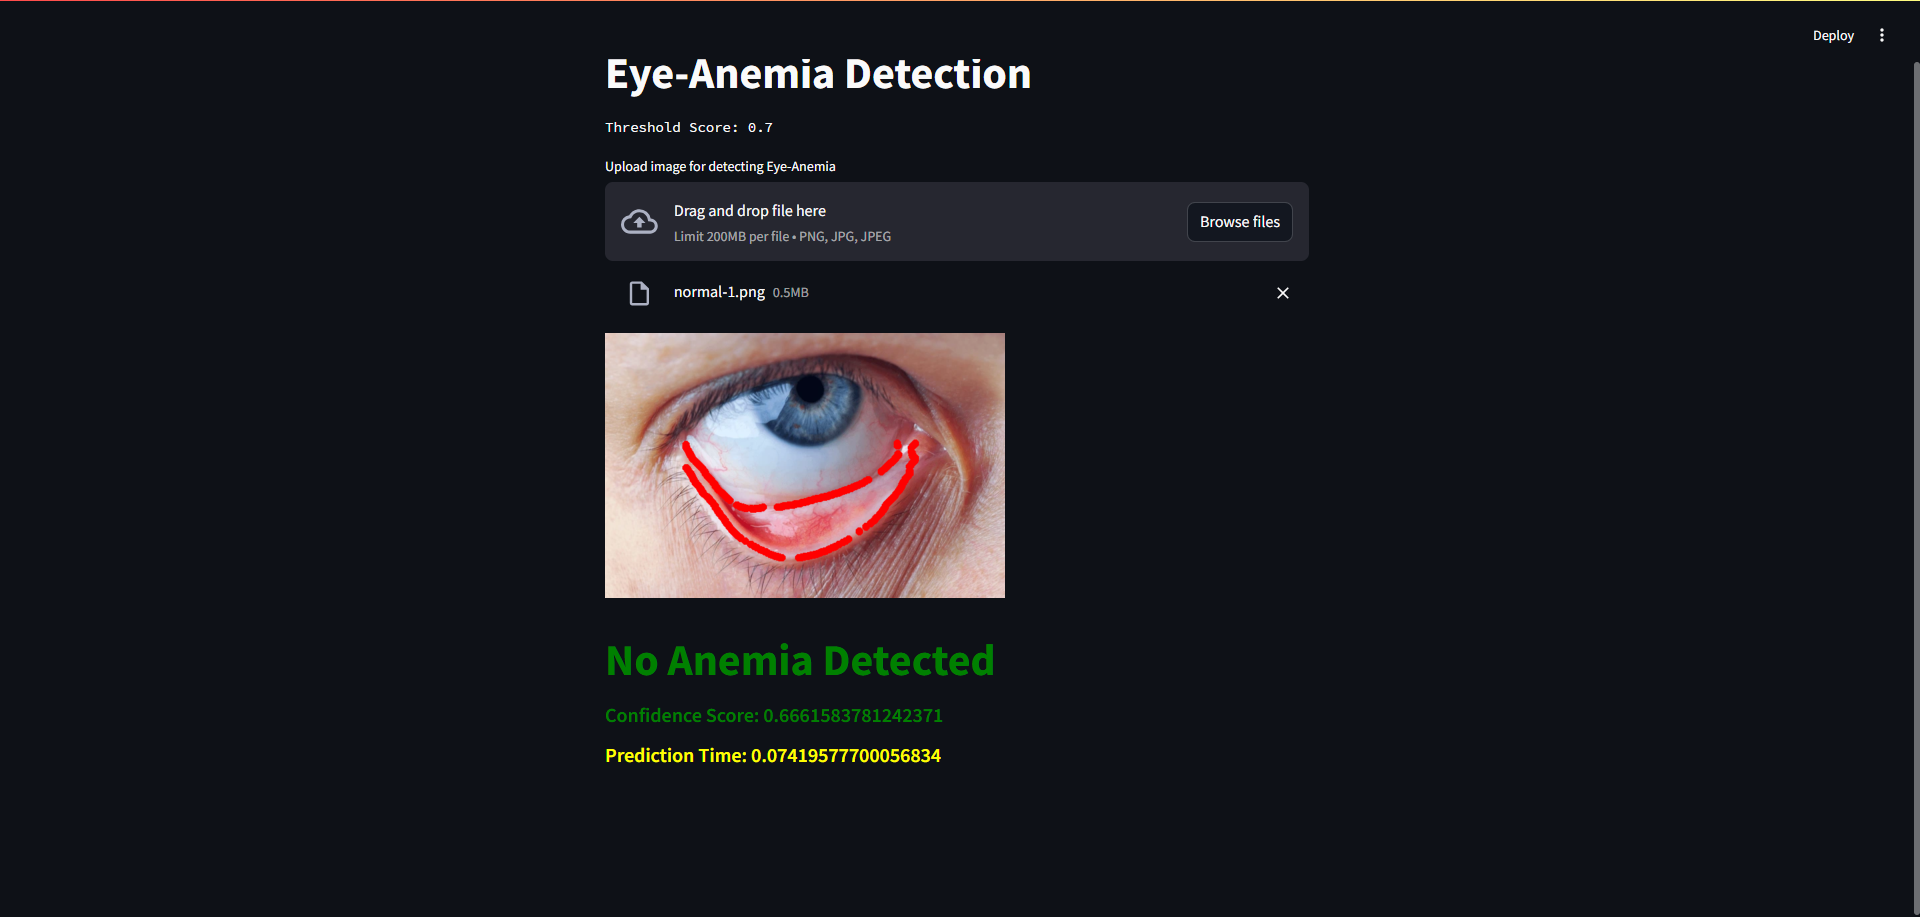 Deploy
Eye-Anemia Detection
Threshold Score: 0.7
Upload image for detecting Eye-Anemia
Drag and drop file here
Limit 200MB per file • PNG, JPG, JPEG
Browse files
normal-1.png 0.5MB
No Anemia Detected
Confidence Score: 0.6661583781242371
Prediction Time: 0.07419577700056834